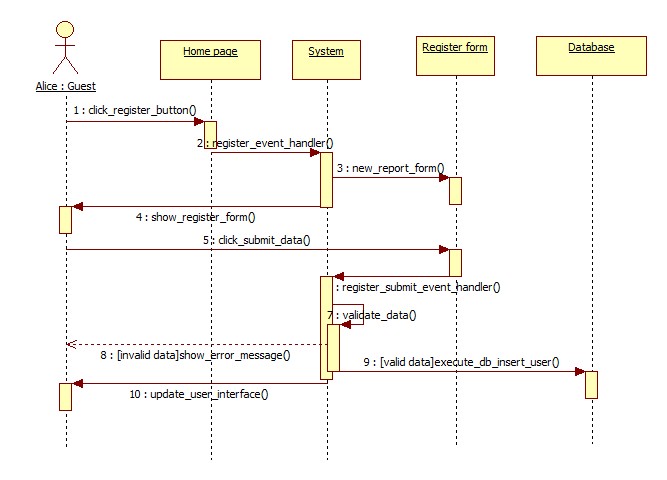 Home page
System
Register form
Database
Alice : Guest
1 : click_register_button()
2 : register_event_handler()
3 : new_report_form()
4 : show_register_form()
5 : click_submit_data()
: register_submit_event_handler()
7 : validate_data()
8 : [invalid data]show_error_message()
9 : [valid data]execute_db_insert_user()
10 : update_user_interface()